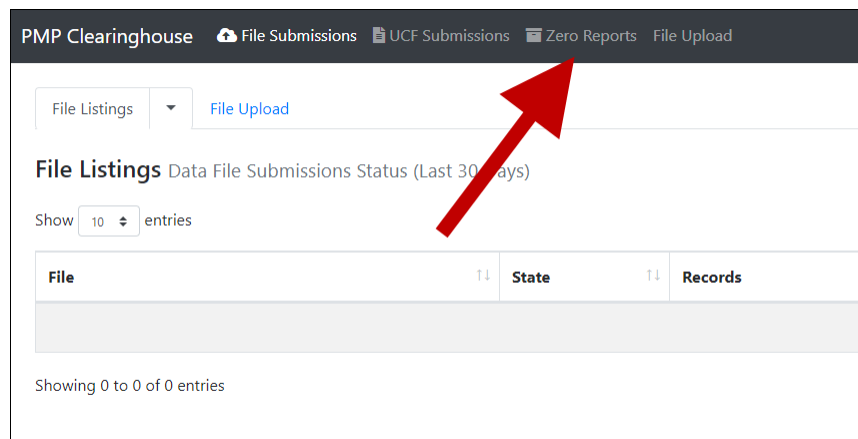 PMP Clearinghouse File Submissions UCF Submissions Zero Reports File Upload
File Listings File Upload
File Listings Data File Submissions Status (Last 30 Days)
Show 10 entries
File State Records
Showing 0 to 0 of 0 entries